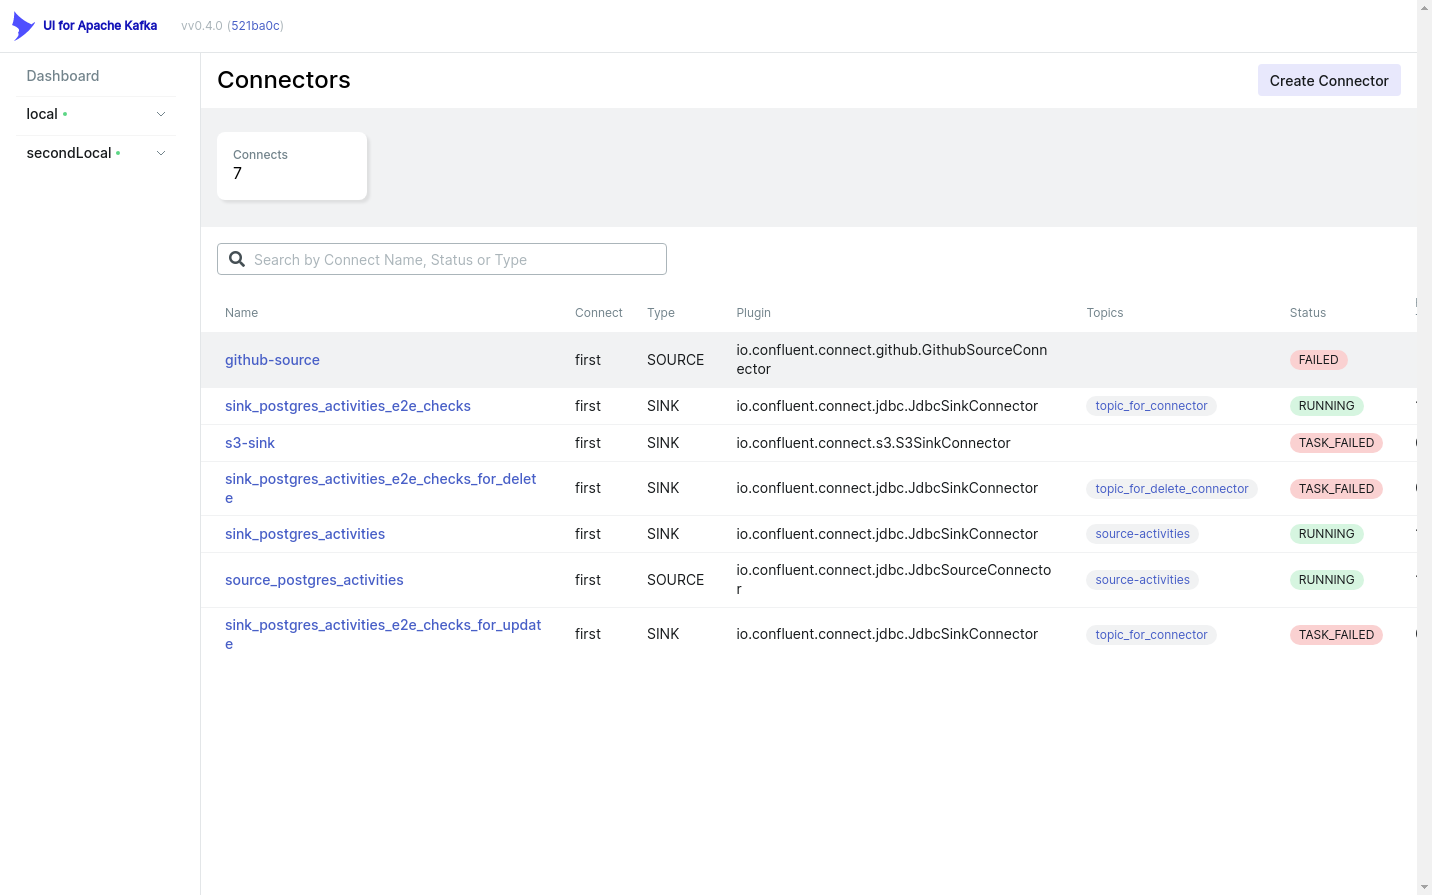 UI for Apache Kafka vv0.4.0 (521ba0c)
Dashboard
local
secondLocal
Connectors
Create Connector
Connects
7
Search by Connect Name, Status or Type
Name Connect Type Plugin Topics Status
github-source first SOURCE io.confluent.connect.github.GithubSourceConn
ector FAILED
sink_postgres_activities_e2e_checks first SINK io.confluent.connect.jdbc.JdbcSinkConnector topic_for_connector RUNNING
s3-sink first SINK io.confluent.connect.s3.S3SinkConnector TASK_FAILED
sink_postgres_activities_e2e_checks_for_delet
e first SINK io.confluent.connect.jdbc.JdbcSinkConnector topic_for_delete_connector TASK_FAILED
sink_postgres_activities first SINK io.confluent.connect.jdbc.JdbcSinkConnector source-activities RUNNING
source_postgres_activities first SOURCE io.confluent.connect.jdbc.JdbcSourceConnecto
r source-activities RUNNING
sink_postgres_activities_e2e_checks_for_updat
e first SINK io.confluent.connect.jdbc.JdbcSinkConnector topic_for_connector TASK_FAILED